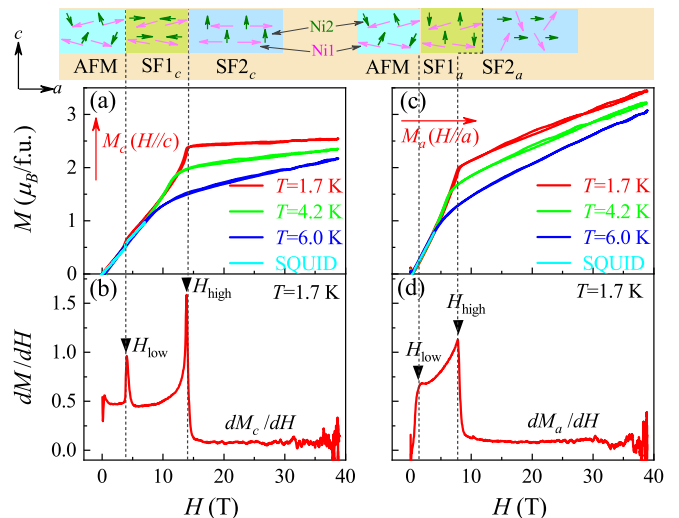 c
a
Ni2
Ni1
AFM SF1c SF2c
AFM SF1a SF2a
(a)
Mc (H//c)
M (μB/f.u.)
3
2
1
0
T=1.7 K
T=4.2 K
T=6.0 K
SQUID
(c)
Ma (H//a)
T=1.7 K
T=4.2 K
T=6.0 K
SQUID
(b)
T=1.7 K
Hhigh
Hlow
dM/dH
1.5
1.0
0.5
0.0
dMc/dH
0 10 20 30 40
H (T)
(d)
T=1.7 K
Hhigh
Hlow
dMa/dH
0 10 20 30 40
H (T)